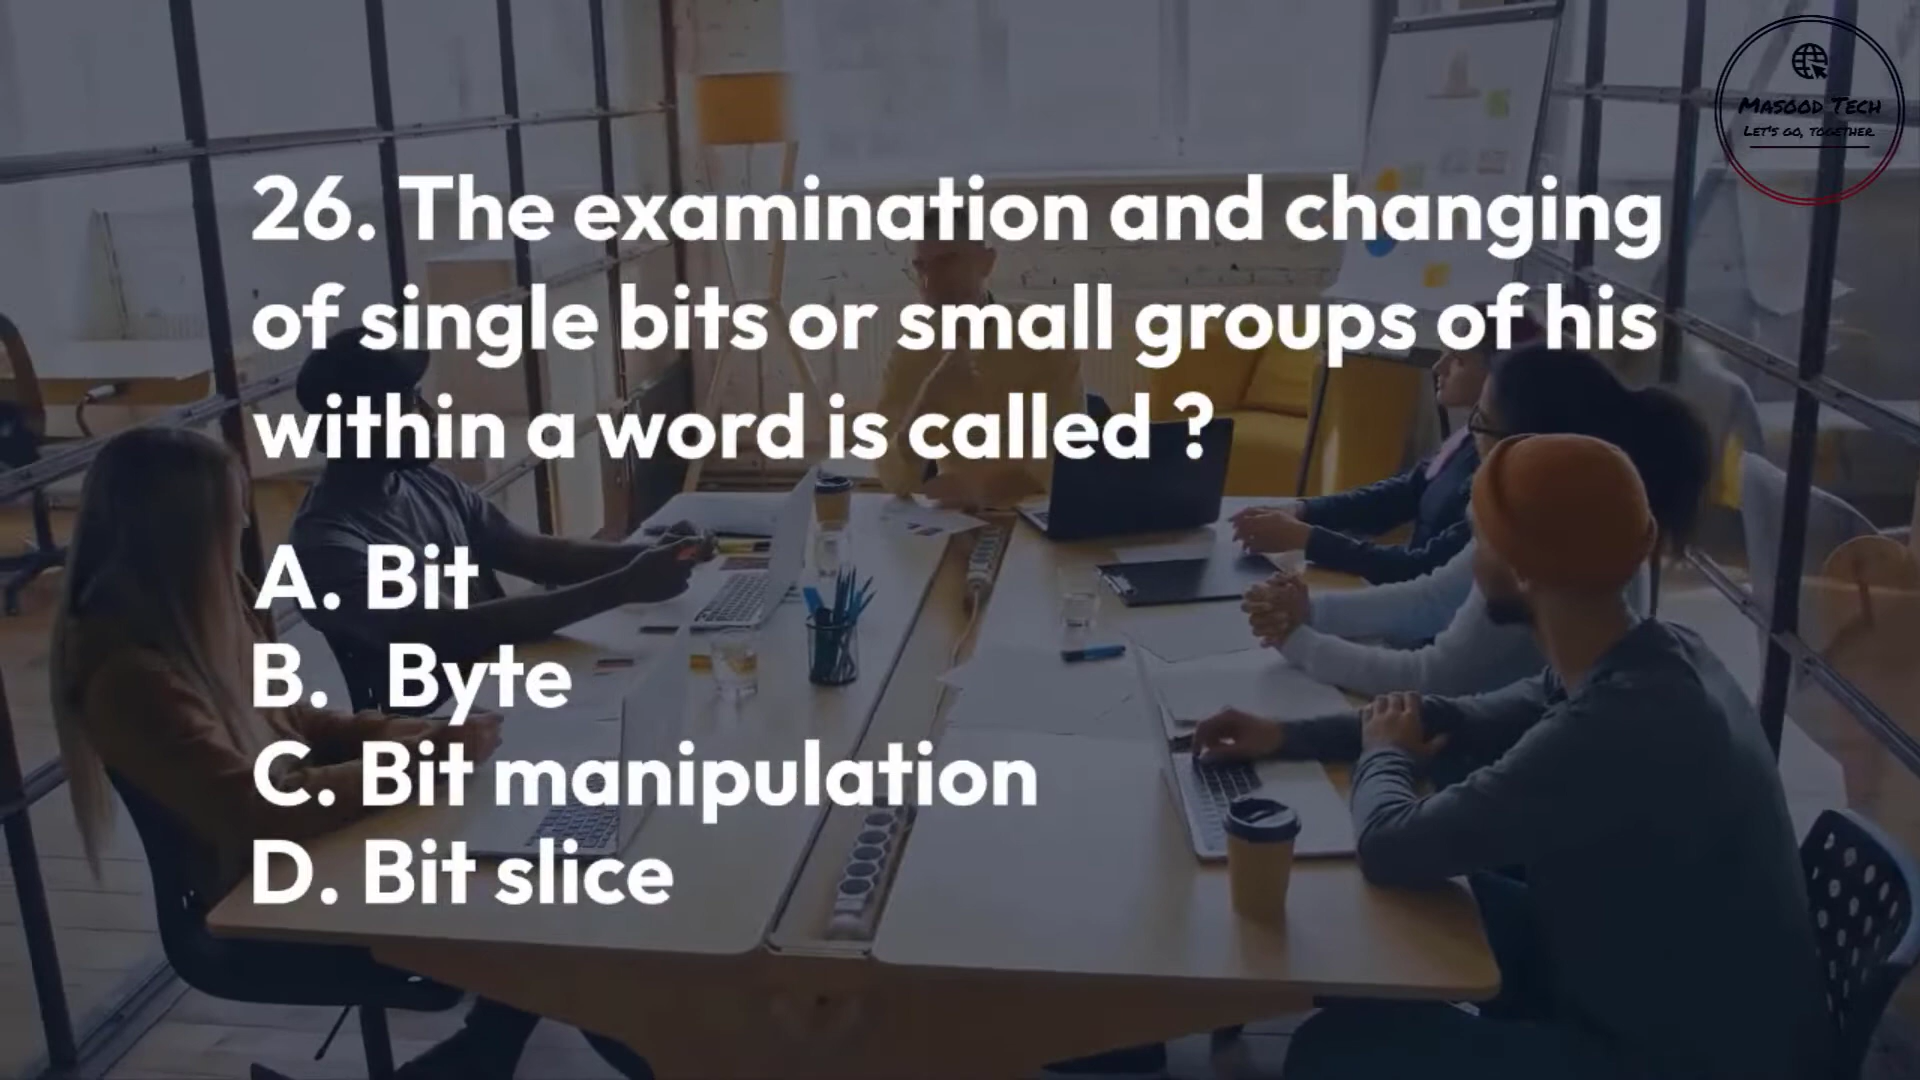 MASOOD TECH
LET'S GO, TOGETHER
26. The examination and changing
of single bits or small groups of his
within a word is called ?
A. Bit
B. Byte
C. Bit manipulation
D. Bit slice